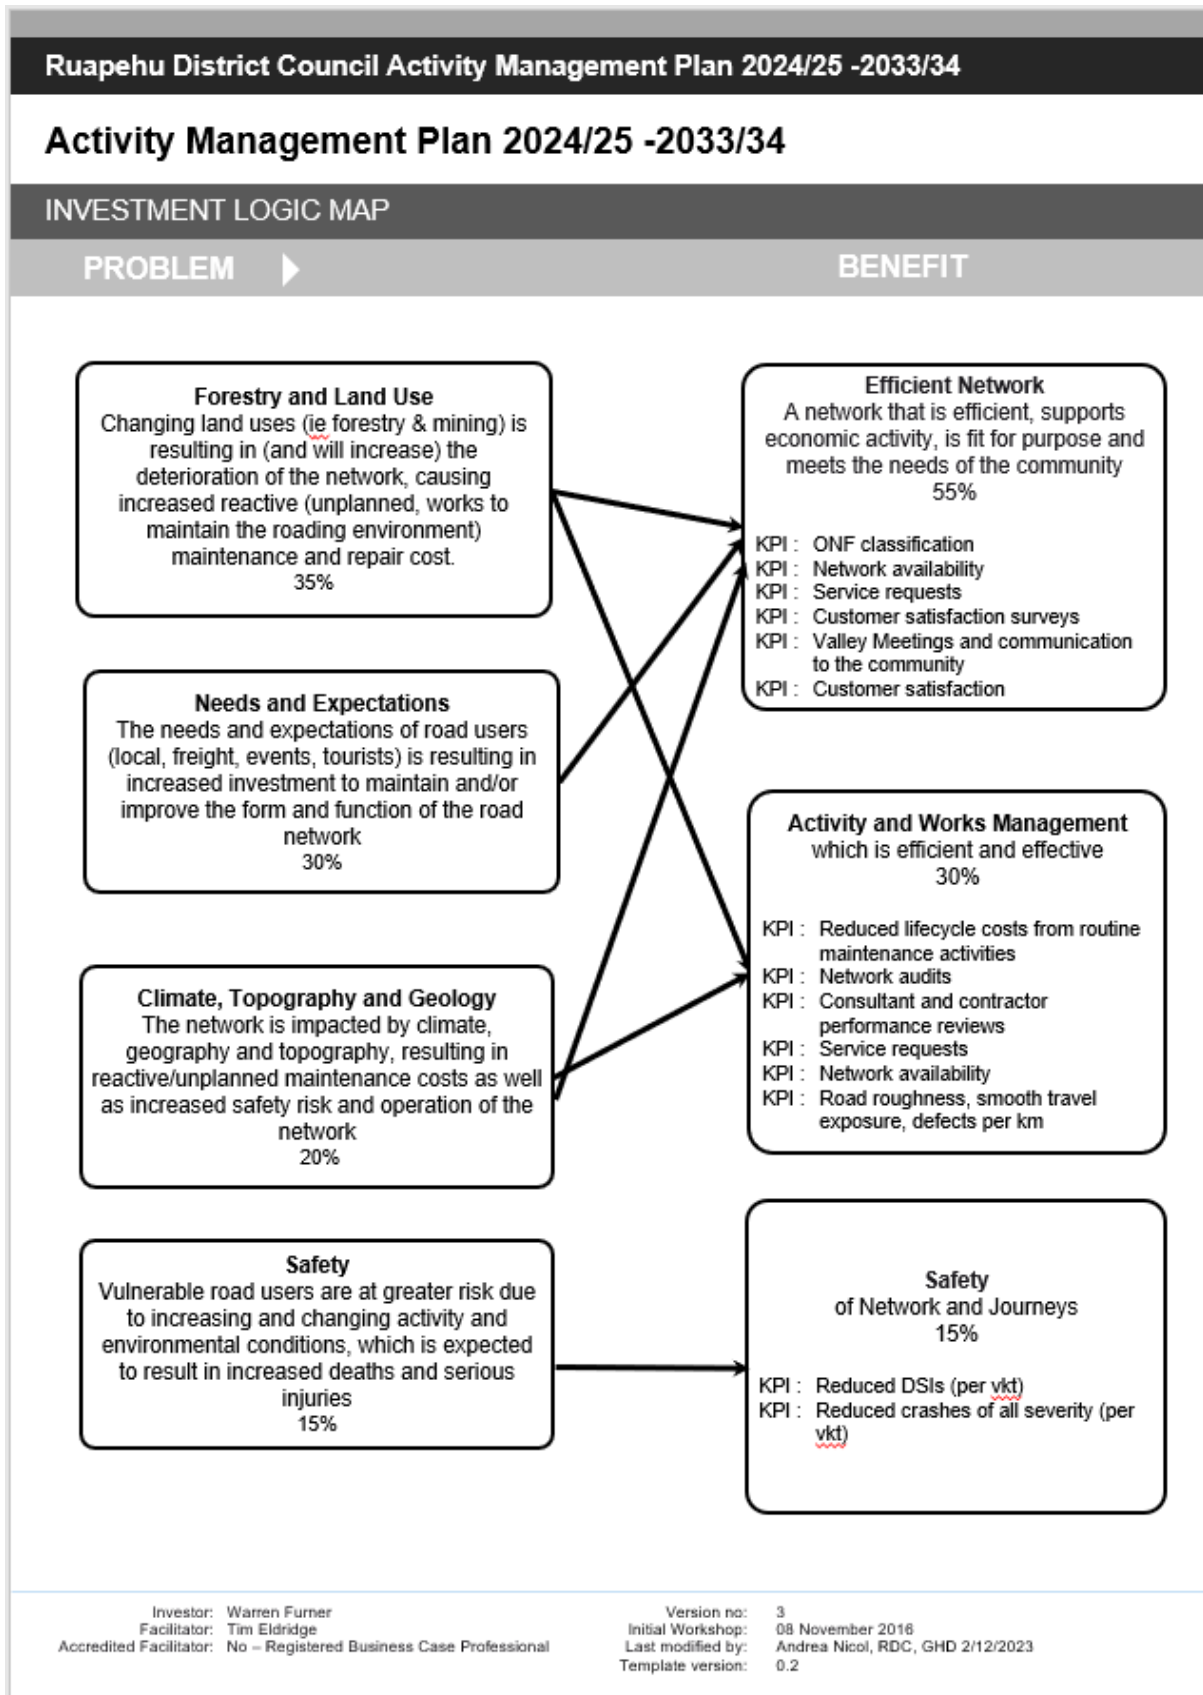 Ruapehu District Council Activity Management Plan 2024/25 -2033/34
Activity Management Plan 2024/25 -2033/34
INVESTMENT LOGIC MAP
PROBLEM
BENEFIT
Forestry and Land Use
Changing land uses (ie forestry & mining) is
resulting in (and will increase) the
deterioration of the network, causing
increased reactive (unplanned, works to
maintain the roading environment)
maintenance and repair cost.
35%
Needs and Expectations
The needs and expectations of road users
(local, freight, events, tourists) is resulting in
increased investment to maintain and/or
improve the form and function of the road
network
30%
Climate, Topography and Geology
The network is impacted by climate,
geography and topography, resulting in
reactive/unplanned maintenance costs as well
as increased safety risk and operation of the
network
20%
Safety
Vulnerable road users are at greater risk due
to increasing and changing activity and
environmental conditions, which is expected
to result in increased deaths and serious
injuries
15%
Efficient Network
A network that is efficient, supports
economic activity, is fit for purpose and
meets the needs of the community
55%
KPI : ONF classification
KPI : Network availability
KPI : Service requests
KPI : Customer satisfaction surveys
KPI : Valley Meetings and communication
to the community
KPI : Customer satisfaction
Activity and Works Management
which is efficient and effective
30%
KPI : Reduced lifecycle costs from routine
maintenance activities
KPI : Network audits
KPI : Consultant and contractor
performance reviews
KPI : Service requests
KPI : Network availability
KPI : Road roughness, smooth travel
exposure, defects per km
Safety
of Network and Journeys
15%
KPI : Reduced DSIs (per vkt)
KPI : Reduced crashes of all severity (per
vkt)
Investor: Warren Furner
Facilitator: Tim Eldridge
Accredited Facilitator: No – Registered Business Case Professional
Version no: 3
Initial Workshop: 08 November 2016
Last modified by: Andrea Nicol, RDC, GHD 2/12/2023
Template version: 0.2